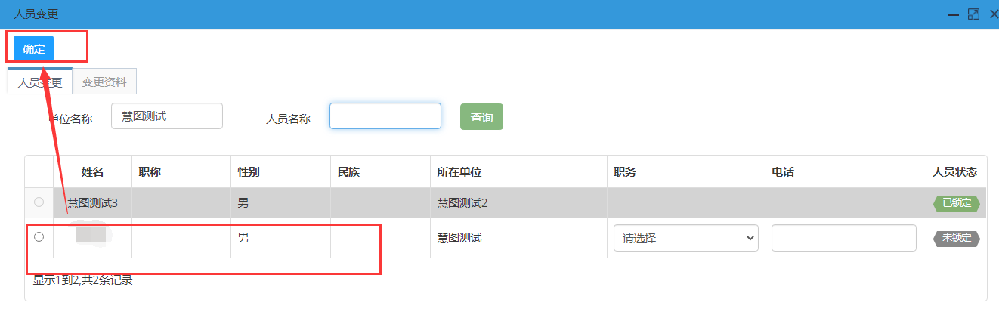 人员变更
确定
人员变更 变更资料
单位名称 慧图测试 人员名称 查询
姓名 职称 性别 民族 所在单位 职务 电话 人员状态
慧图测试3 男 慧图测试2 已锁定
男 慧图测试 请选择 未锁定
显示1到2,共2条记录